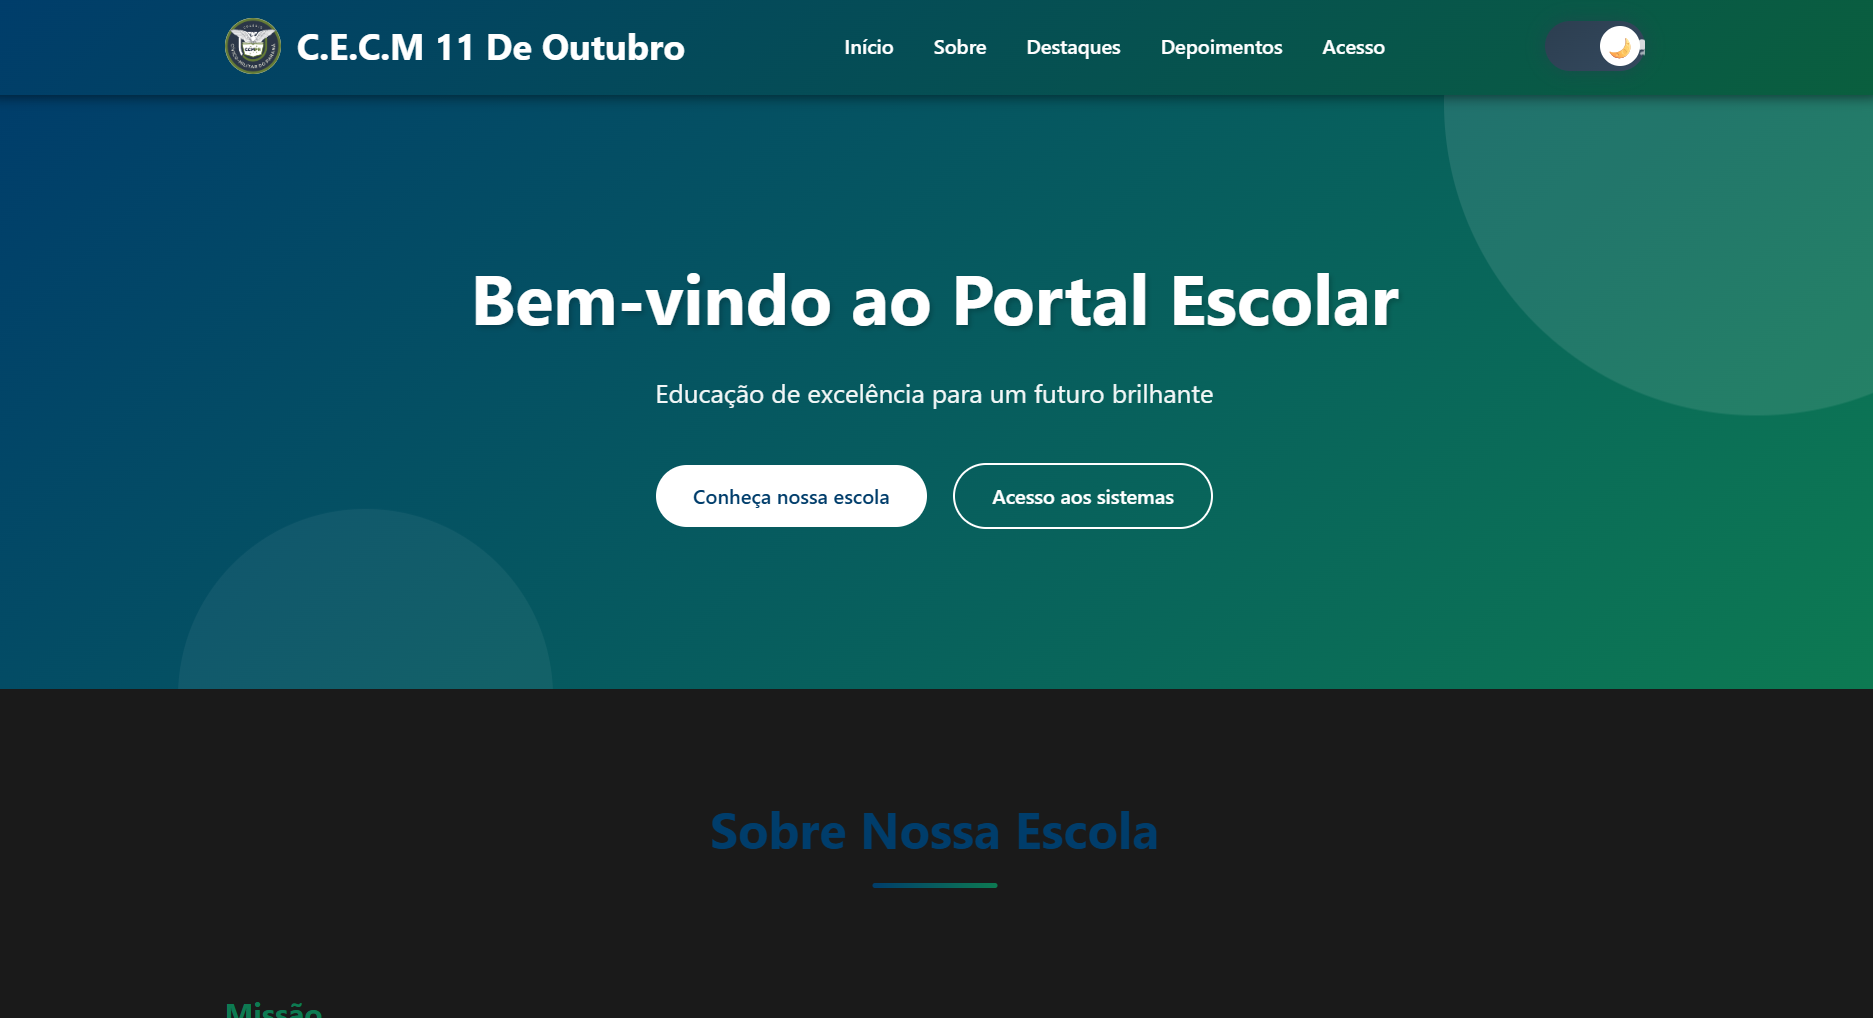 C.E.C.M 11 De Outubro
Início
Sobre
Destaques
Depoimentos
Acesso
Bem-vindo ao Portal Escolar
Educação de excelência para um futuro brilhante
Conheça nossa escola
Acesso aos sistemas
Sobre Nossa Escola
Missão